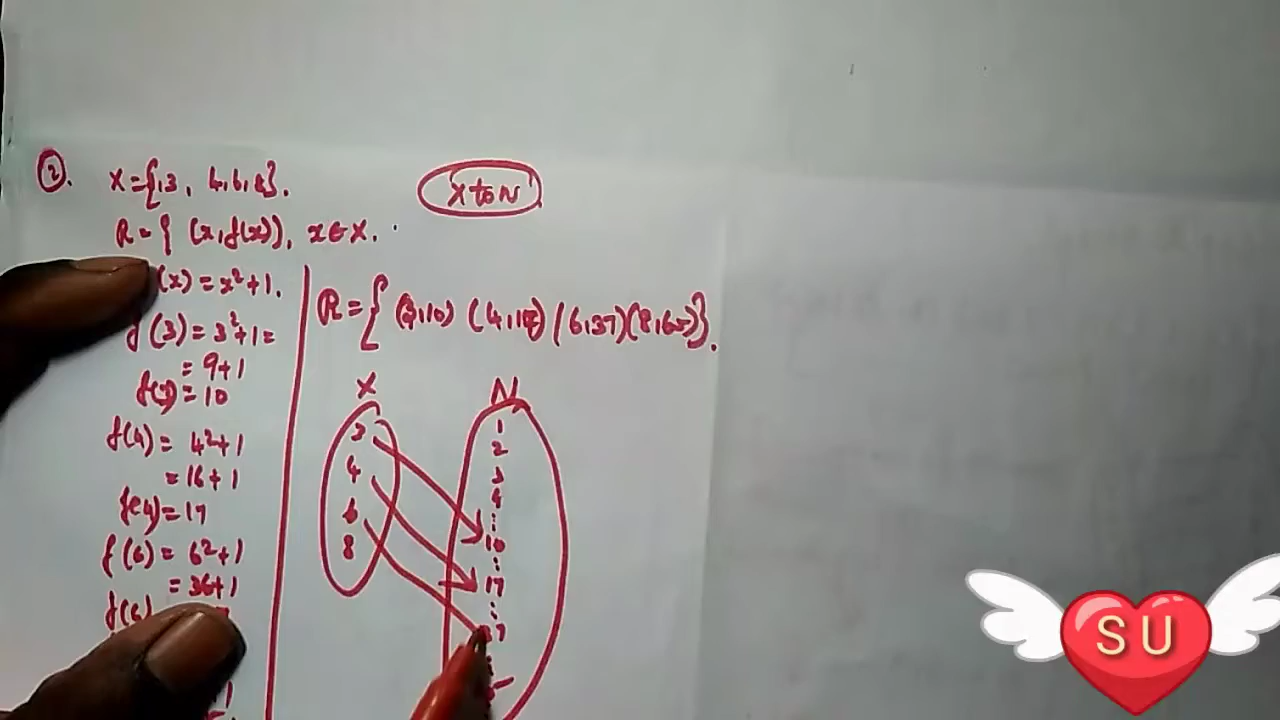 2. X={3, 4,6,8}.
X to N
R={ (x,f(x)), x∈X.
(x)=x²+1.
f(3)=3²+1=
=9+1
f(3)=10
f(4)=4²+1
=16+1
f(4)=17
f(6)=6²+1
=36+1
f(6)
R={ (3,10) (4,17) (6,37)(8,65)}.
X N
3
4
6
8
1
2
3
4
⋮
10
⋮
17
⋮
SU